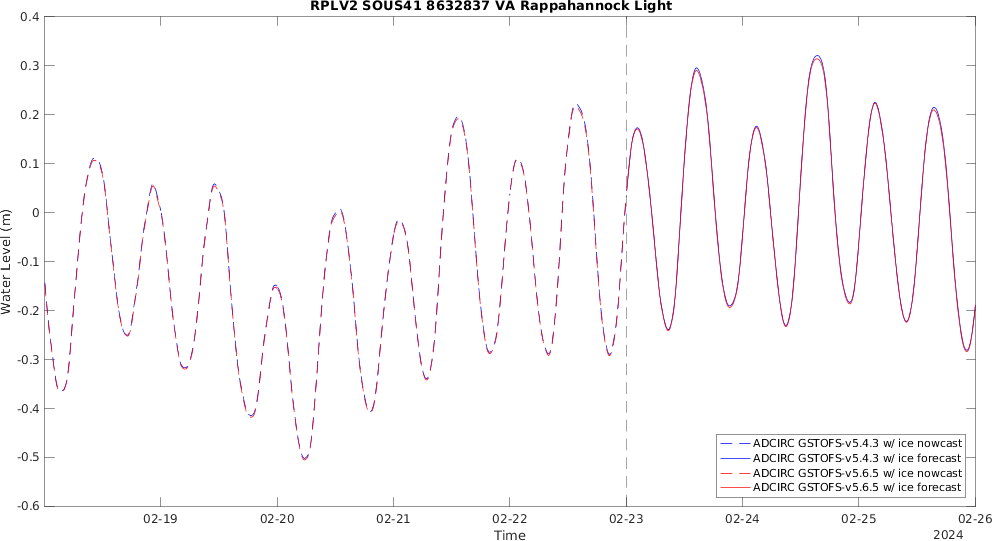 RPLV2 SOUS41 8632837 VA Rappahannock Light
Water Level (m)
0.4
0.3
0.2
0.1
0
-0.1
-0.2
-0.3
-0.4
-0.5
-0.6
ADCIRC GSTOFS-v5.4.3 w/ ice nowcast
ADCIRC GSTOFS-v5.4.3 w/ ice forecast
ADCIRC GSTOFS-v5.6.5 w/ ice nowcast
ADCIRC GSTOFS-v5.6.5 w/ ice forecast
02-19 02-20 02-21 02-22 02-23 02-24 02-25 02-26
Time
2024